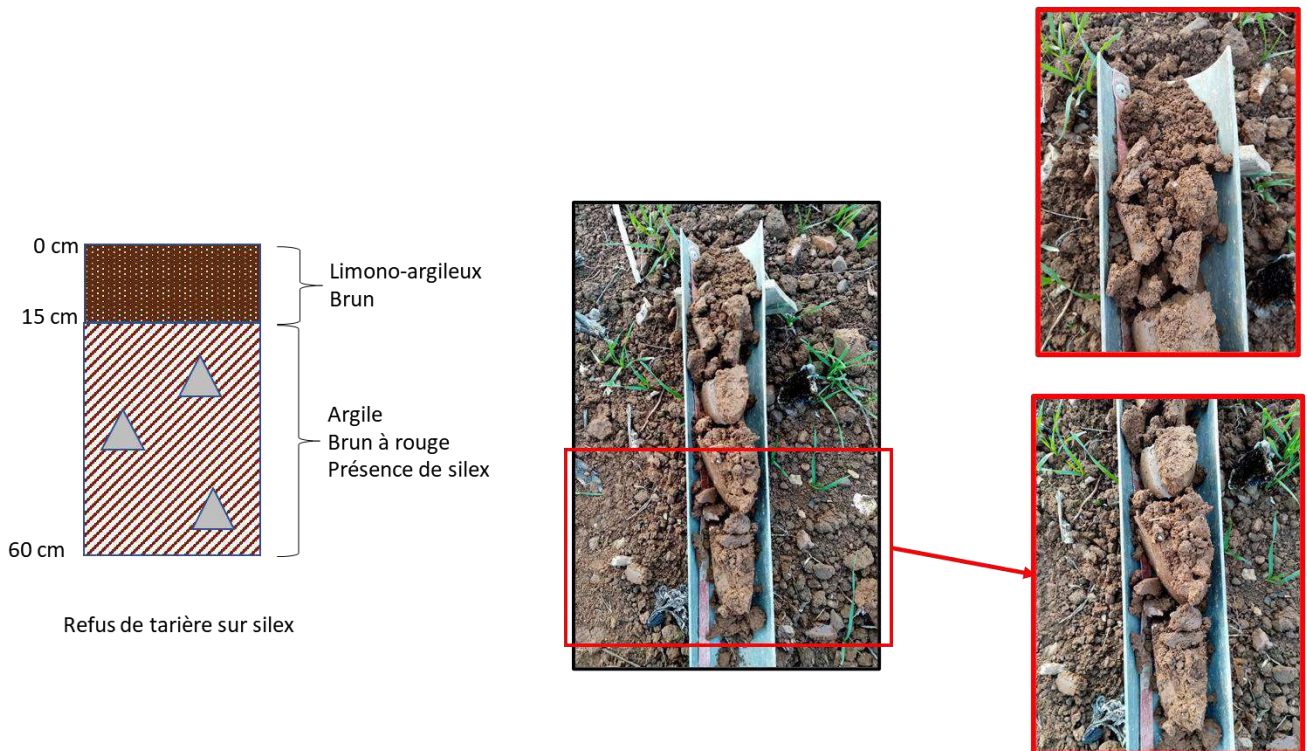 0 cm
Limono-argileux
Brun
15 cm
Argile
Brun à rouge
Présence de silex
60 cm
Refus de tarière sur silex